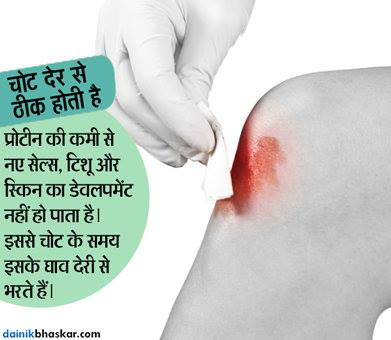 चोट देर से
ठीक होती है
प्रोटीन की कमी से
नए सेल्स, टिशू और
स्किन का डेवलपमेंट
नहीं हो पाता है।
इससे चोट के समय
इसके घाव देरी से
भरते हैं।
dainikbhaskar.com